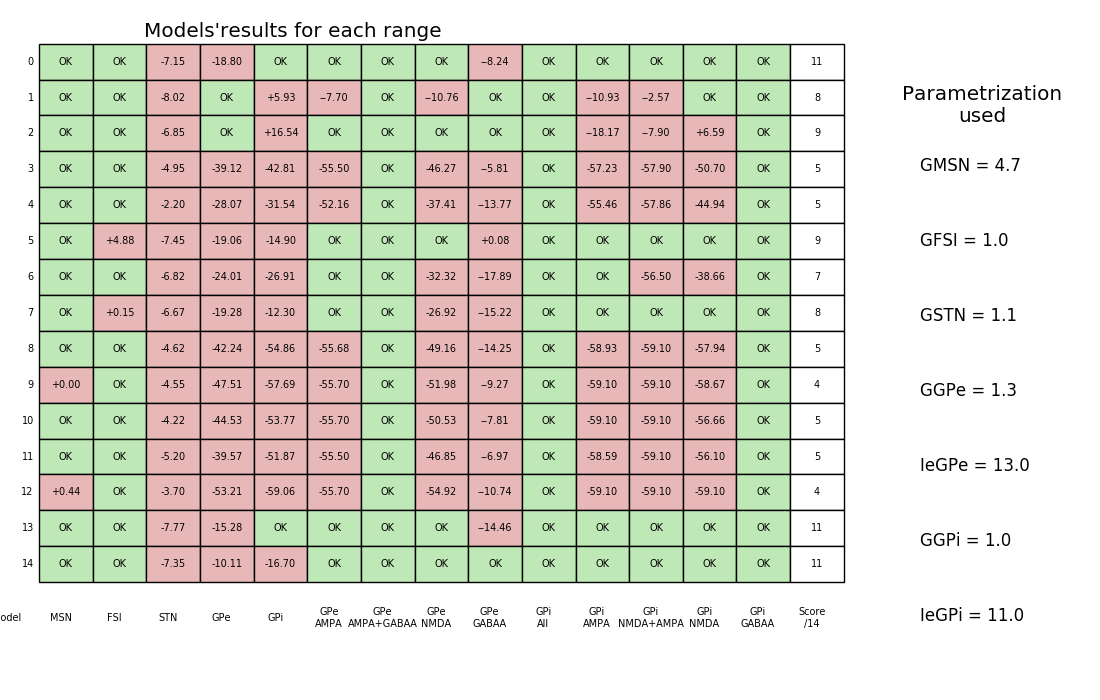 Models'results for each range
0 OK OK -7.15 -18.80 OK OK OK OK --8.24 OK OK OK OK OK 11
1 OK OK -8.02 OK +5.93 --7.70 OK --10.76 OK OK --10.93 --2.57 OK OK 8
2 OK OK -6.85 OK +16.54 OK OK OK OK OK --18.17 --7.90 +6.59 OK 9
3 OK OK -4.95 -39.12 -42.81 -55.50 OK -46.27 --5.81 OK -57.23 -57.90 -50.70 OK 5
4 OK OK -2.20 -28.07 -31.54 -52.16 OK -37.41 --13.77 OK -55.46 -57.86 -44.94 OK 5
5 OK +4.88 -7.45 -19.06 -14.90 OK OK OK +0.08 OK OK OK OK OK 9
6 OK OK -6.82 -24.01 -26.91 OK OK -32.32 --17.89 OK OK -56.50 -38.66 OK 7
7 OK +0.15 -6.67 -19.28 -12.30 OK OK -26.92 --15.22 OK OK OK OK OK 8
8 OK OK -4.62 -42.24 -54.86 -55.68 OK -49.16 --14.25 OK -58.93 -59.10 -57.94 OK 5
9 +0.00 OK -4.55 -47.51 -57.69 -55.70 OK -51.98 --9.27 OK -59.10 -59.10 -58.67 OK 4
10 OK OK -4.22 -44.53 -53.77 -55.70 OK -50.53 --7.81 OK -59.10 -59.10 -56.66 OK 5
11 OK OK -5.20 -39.57 -51.87 -55.50 OK -46.85 --6.97 OK -58.59 -59.10 -56.10 OK 5
12 +0.44 OK -3.70 -53.21 -59.06 -55.70 OK -54.92 --10.74 OK -59.10 -59.10 -59.10 OK 4
13 OK OK -7.77 -15.28 OK OK OK OK --14.46 OK OK OK OK OK 11
14 OK OK -7.35 -10.11 -16.70 OK OK OK OK OK OK OK OK OK 11
odel MSN FSI STN GPe GPi GPe GPe GPe GPe GPi GPi GPi GPi GPi Score
AMPA AMPA+GABAA NMDA GABAA All AMPA NMDA+AMPA NMDA GABAA /14
Parametrization
used
GMSN = 4.7
GFSI = 1.0
GSTN = 1.1
GGPe = 1.3
IeGPe = 13.0
GGPi = 1.0
IeGPi = 11.0